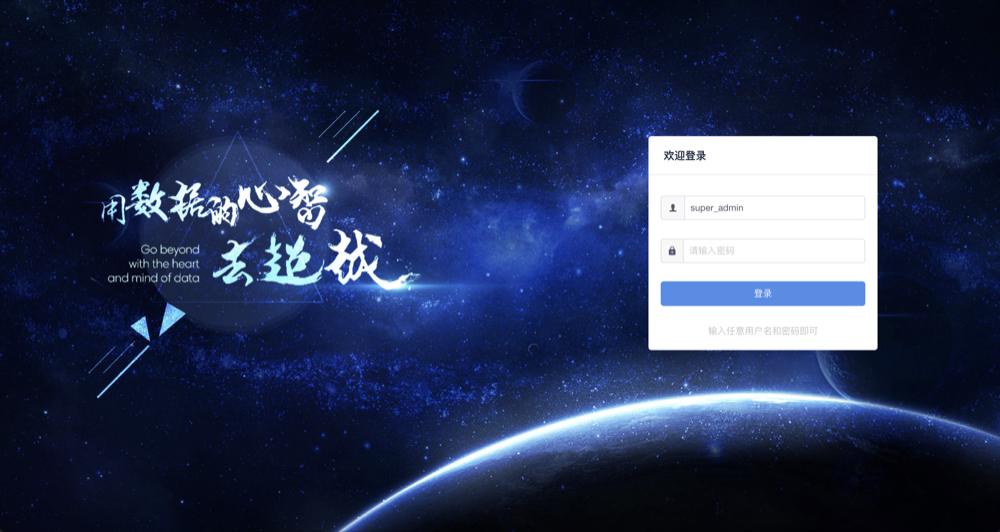 用数据的心智
去超越
Go beyond
with the heart
and mind of data
欢迎登录
super_admin
请输入密码
登录
输入任意用户名和密码即可